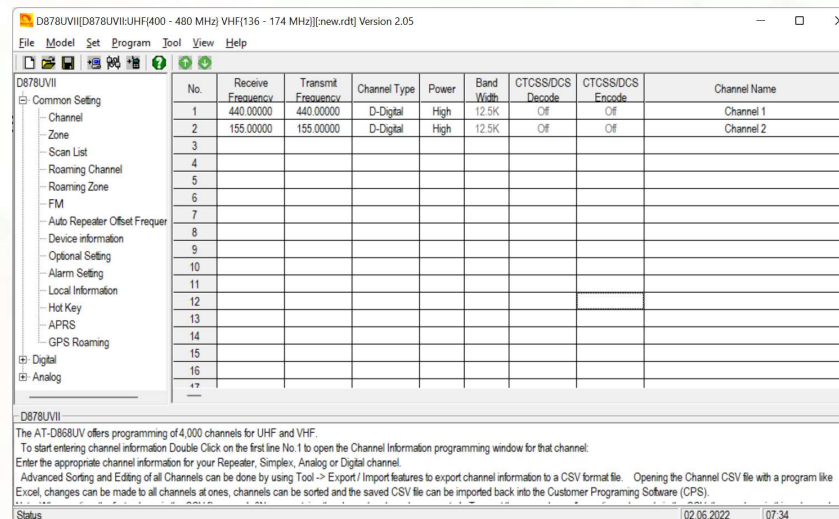 D878UVII[D878UVII:UHF{400 - 480 MHz} VHF{136 - 174 MHz}][:new.rdt] Version 2.05
File Model Set Program Tool View Help
D878UVII
Common Setting
Channel
Zone
Scan List
Roaming Channel
Roaming Zone
FM
Auto Repeater Offset Frequer
Device information
Optional Setting
Alarm Setting
Local Information
Hot Key
APRS
GPS Roaming
Digital
Analog
No. Receive Frequency Transmit Frequency Channel Type Power Band Width CTCSS/DCS Decode CTCSS/DCS Encode Channel Name
1 440.00000 440.00000 D-Digital High 12.5K Off Off Channel 1
2 155.00000 155.00000 D-Digital High 12.5K Off Off Channel 2
3
4
5
6
7
8
9
10
11
12
13
14
15
16
17
D878UVII
The AT-D868UV offers programming of 4,000 channels for UHF and VHF.
To start entering channel information Double Click on the first line No.1 to open the Channel Information programming window for that channel:
Enter the appropriate channel information for your Repeater, Simplex, Analog or Digital channel.
Advanced Sorting and Editing of all Channels can be done by using Tool -> Export / Import features to export channel information to a CSV format file. Opening the Channel CSV file with a program like
Excel, changes can be made to all channels at ones, channels can be sorted and the saved CSV file can be imported back into the Customer Programing Software (CPS).
Status 02.06.2022 07:34